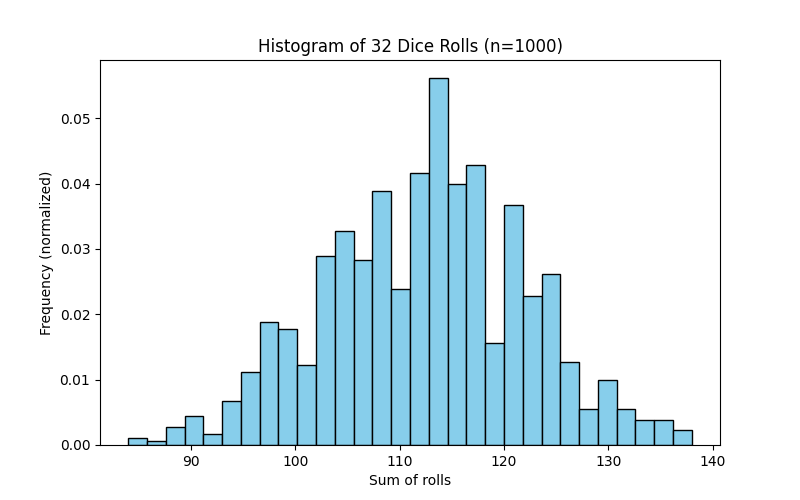 Histogram of 32 Dice Rolls (n=1000)
Frequency (normalized)
0.05
0.04
0.03
0.02
0.01
0.00
90 100 110 120 130 140
Sum of rolls